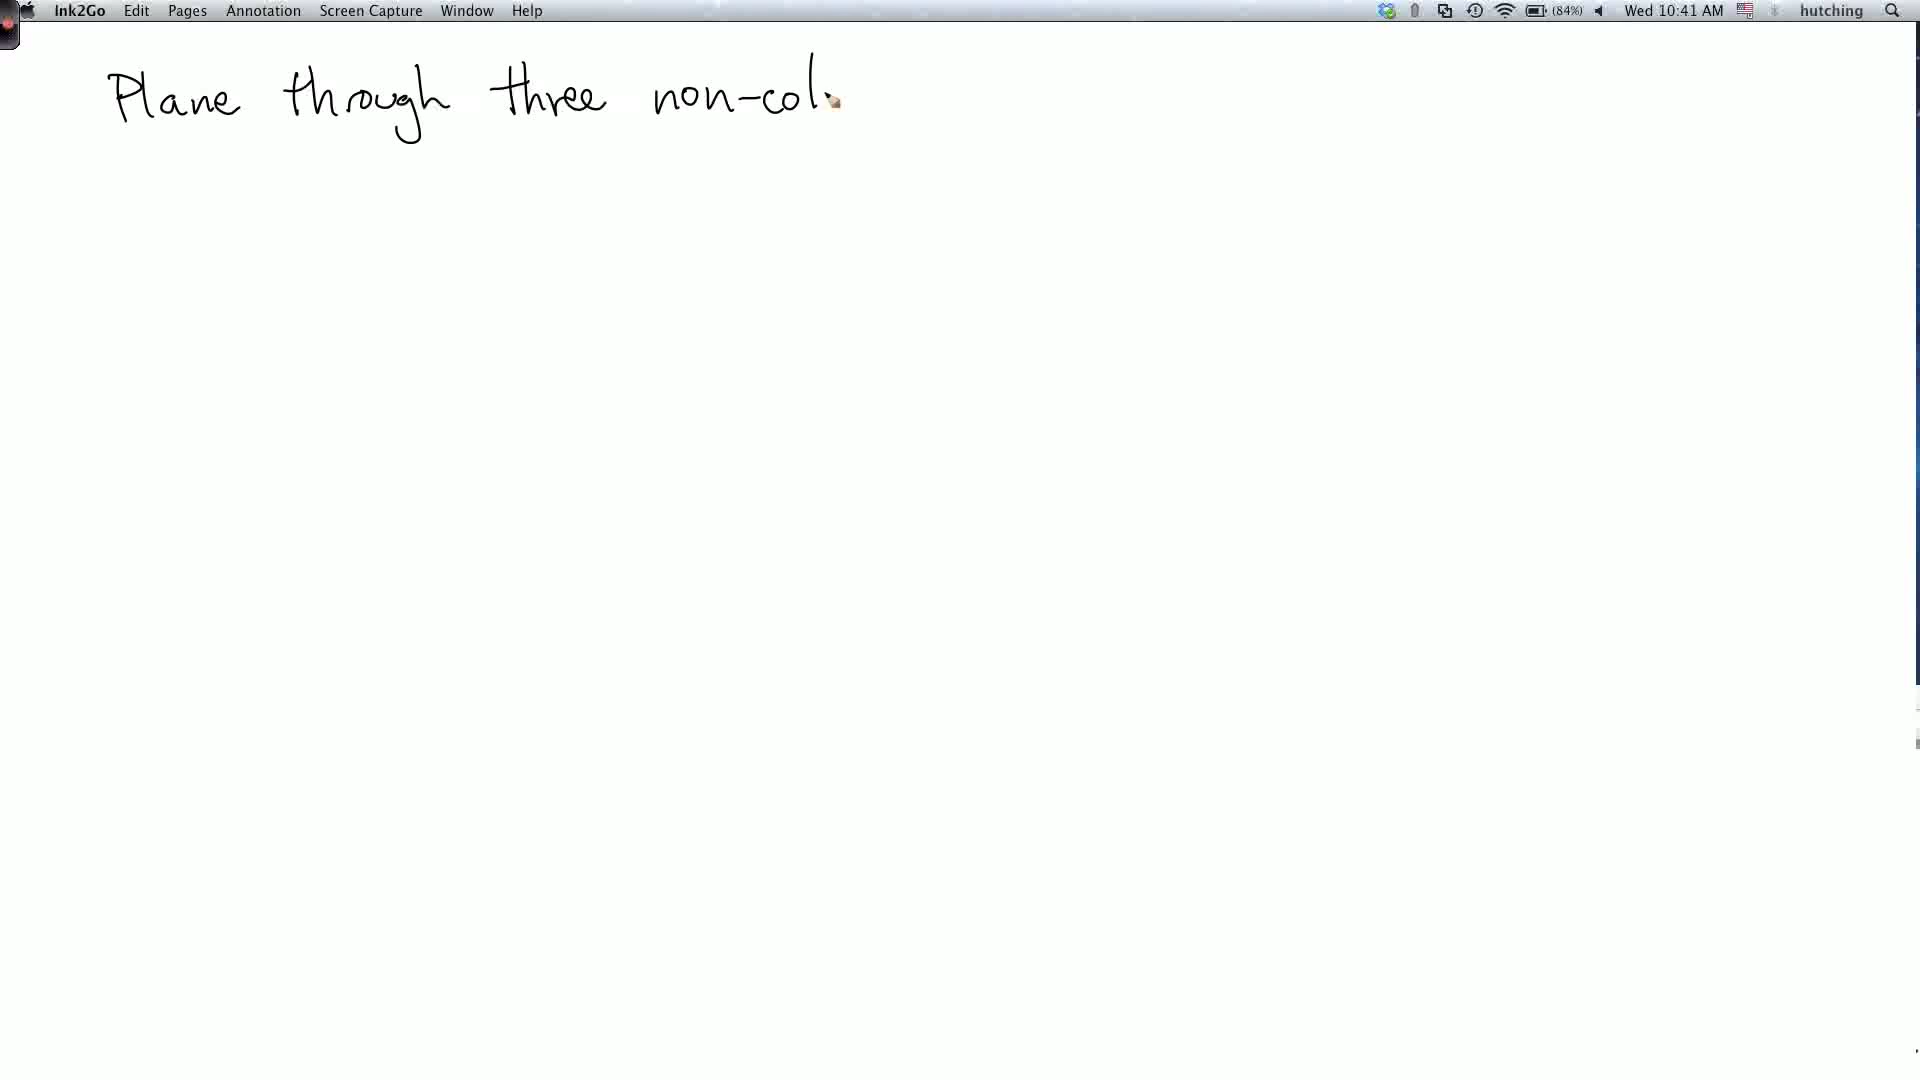 Ink2Go Edit Pages Annotation Screen Capture Window Help (84%) Wed 10:41 AM hutching
Plane through three non-col